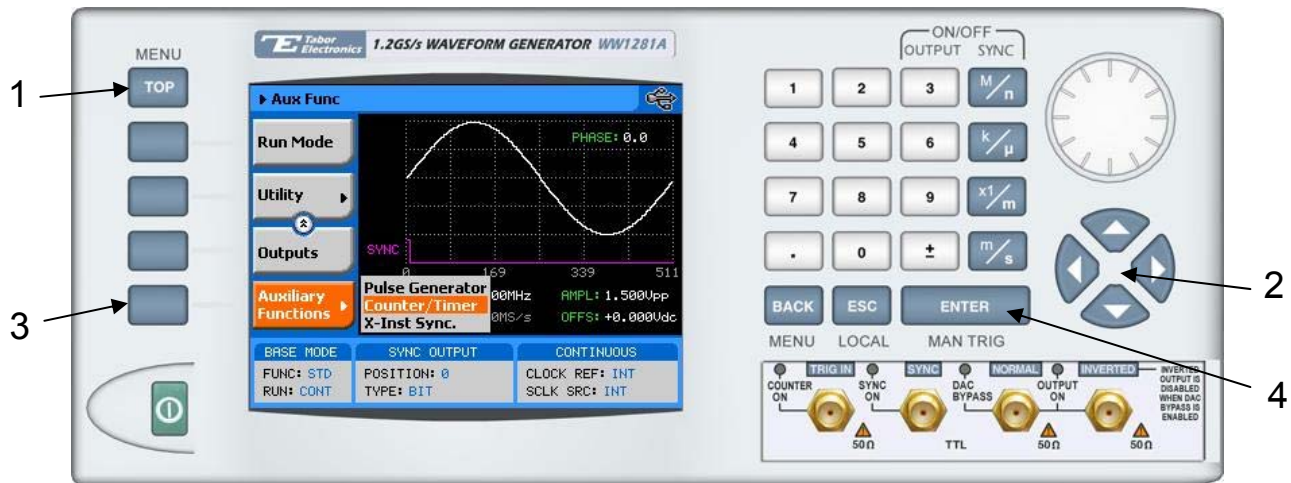 MENU
TOP
1
3
Tabor Electronics 1.2GS/s WAVEFORM GENERATOR WW1281A
Aux Func
Run Mode
Utility
Outputs
Auxiliary Functions
PHASE: 0.0
SYNC
0 169 339 511
Pulse Generator
Counter/Timer
X-Inst Sync.
00MHz AMPL: 1.500Vpp
0MS/s OFFS: +0.000Vdc
BASE MODE SYNC OUTPUT CONTINUOUS
FUNC: STD POSITION: 0 CLOCK REF: INT
RUN: CONT TYPE: BIT SCLK SRC: INT
ON/OFF
OUTPUT SYNC
1 2 3 M/n
4 5 6 k/µ
7 8 9 x1/m
. 0 ± m/s
BACK ESC ENTER
MENU LOCAL MAN TRIG
2
4
TRIG IN SYNC NORMAL INVERTED
COUNTER ON
SYNC ON
DAC BYPASS
OUTPUT ON
INVERTED OUTPUT IS DISABLED WHEN DAC BYPASS IS ENABLED
50Ω TTL 50Ω 50Ω